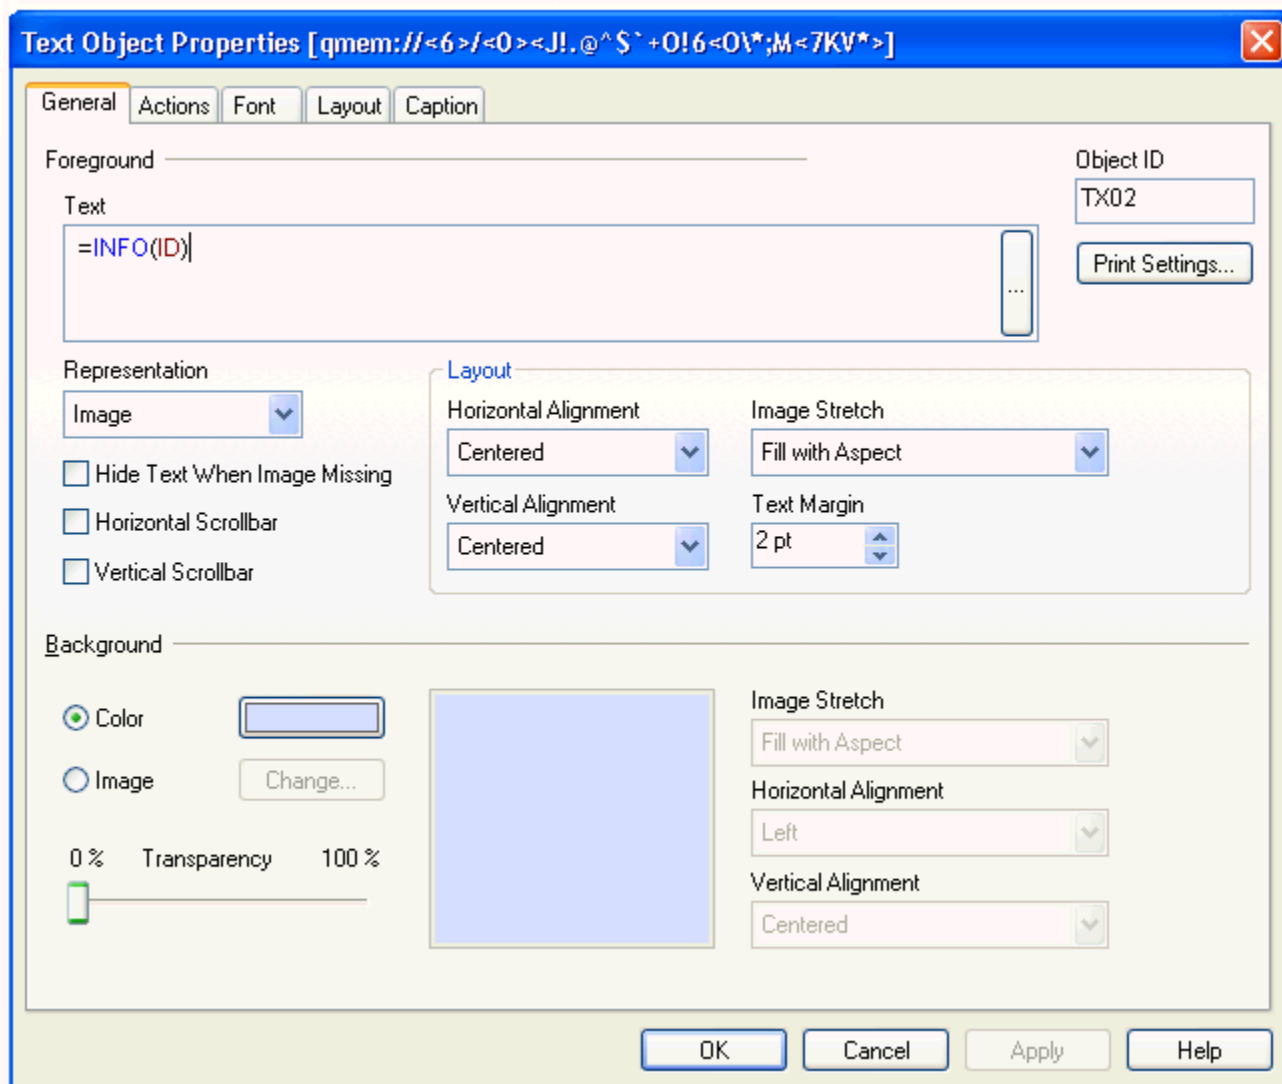 Text Object Properties [qmem://<6>/<0><J!.@^$`+O!6<O\*;M<7KV*>]
General Actions Font Layout Caption
Foreground
Object ID
TX02
Text
=INFO(ID)
...
Print Settings...
Representation
Image
Hide Text When Image Missing
Horizontal Scrollbar
Vertical Scrollbar
Layout
Horizontal Alignment
Centered
Image Stretch
Fill with Aspect
Vertical Alignment
Centered
Text Margin
2 pt
Background
Color
Image
Change...
0 % Transparency 100 %
Image Stretch
Fill with Aspect
Horizontal Alignment
Left
Vertical Alignment
Centered
OK Cancel Apply Help